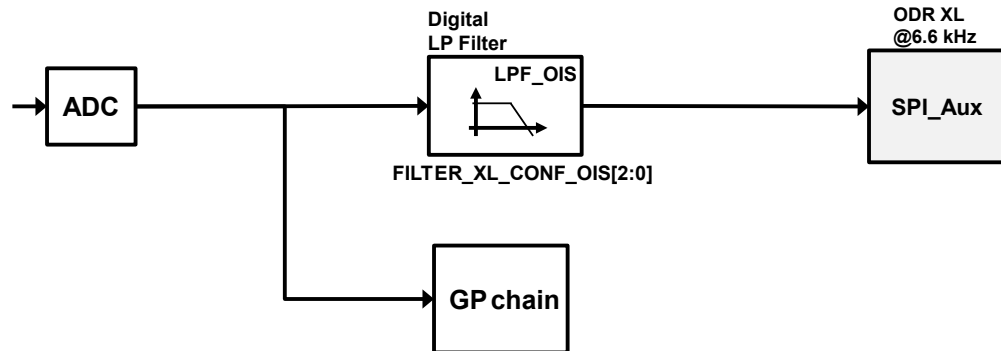 Digital
LP Filter
ODR XL
@6.6 kHz
ADC
LPF_OIS
SPI_Aux
FILTER_XL_CONF_OIS[2:0]
GP chain